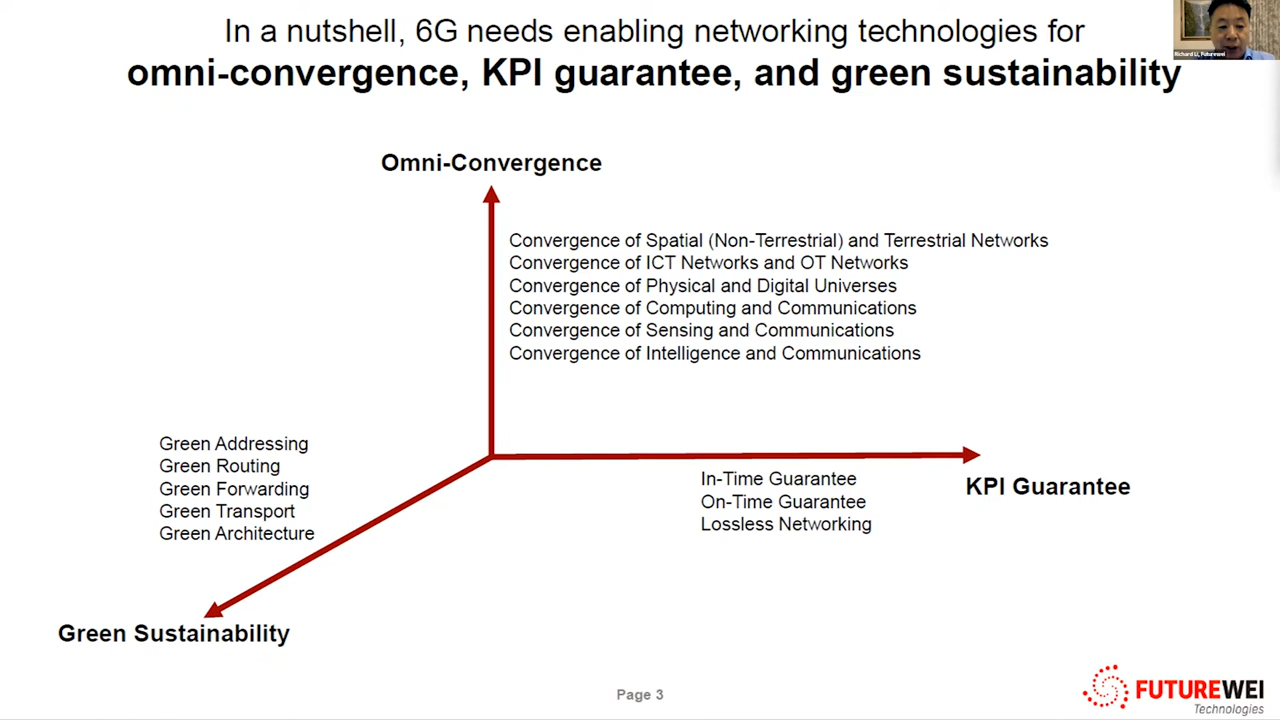 In a nutshell, 6G needs enabling networking technologies for
omni-convergence, KPI guarantee, and green sustainability
Richard Li, Futurewei
Omni-Convergence
Convergence of Spatial (Non-Terrestrial) and Terrestrial Networks
Convergence of ICT Networks and OT Networks
Convergence of Physical and Digital Universes
Convergence of Computing and Communications
Convergence of Sensing and Communications
Convergence of Intelligence and Communications
Green Addressing
Green Routing
Green Forwarding
Green Transport
Green Architecture
In-Time Guarantee
On-Time Guarantee
Lossless Networking
KPI Guarantee
Green Sustainability
Page 3
FUTUREWEI
Technologies